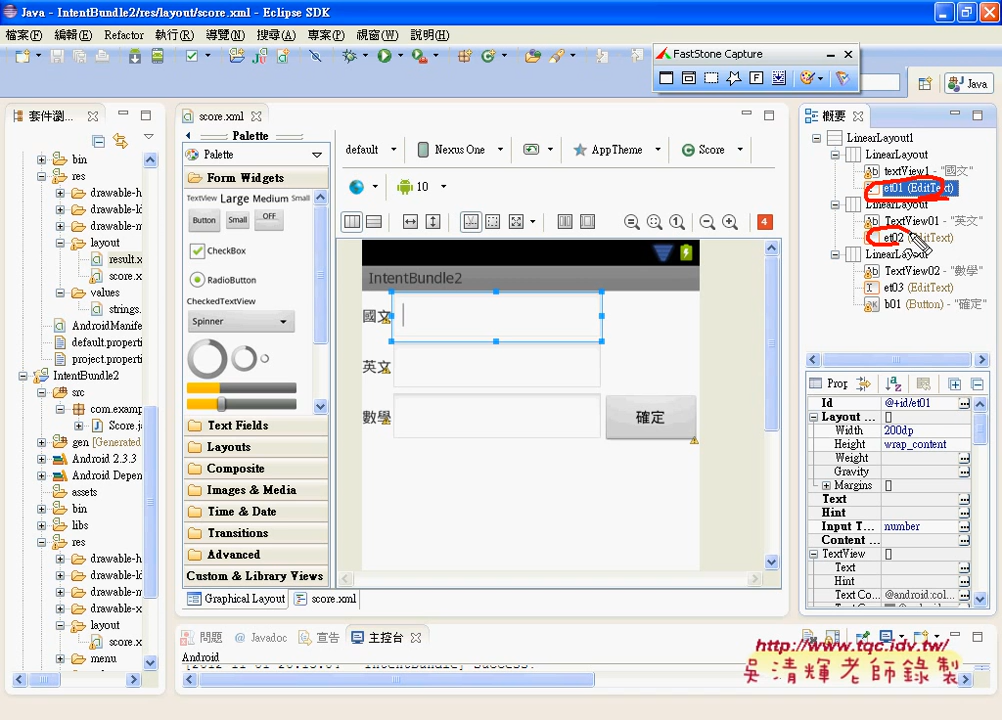 Java - IntentBundle2/res/layout/score.xml - Eclipse SDK
檔案(F) 編輯(E) Refactor 執行(R) 導覽(N) 搜尋(A) 專案(P) 視窗(W) 說明(H)
FastStone Capture
Java
套件瀏...
bin
res
drawable-h
drawable-l
drawable-m
layout
result.x
score.x
values
strings.
AndroidManife
default.properti
project.properti
IntentBundle2
src
com.examp
Score.ja
gen [Generated
Android 2.3.3
Android Depen
assets
bin
libs
res
drawable-h
drawable-ld
drawable-m
drawable-x
layout
score.x
menu
score.xml
Palette
Palette
Form Widgets
TextView Large Medium Small
Button Small OFF
CheckBox
RadioButton
CheckedTextView
Spinner
Text Fields
Layouts
Composite
Images & Media
Time & Date
Transitions
Advanced
Custom & Library Views
default Nexus One AppTheme Score
10
4
IntentBundle2
國文
英文
數學
確定
Graphical Layout score.xml
概要
LinearLayout1
LinearLayout
textView1 - "國文
et01 (EditText)
LinearLayout
TextView01 - "英文
et02 (EditText)
LinearLayout
TextView02 - "數學
et03 (EditText)
b01 (Button) - "確定
Prop
Id @+id/et01
Layout ... []
Width 200dp
Height wrap_content
Weight
Gravity
Margins []
Text
Hint
Input T... number
Content ...
TextView []
Text
Hint
Text Co... @android:col...
問題 @ Javadoc 宣告 主控台
Android
http://www.tqc.idv.tw/
吳清輝老師錄製